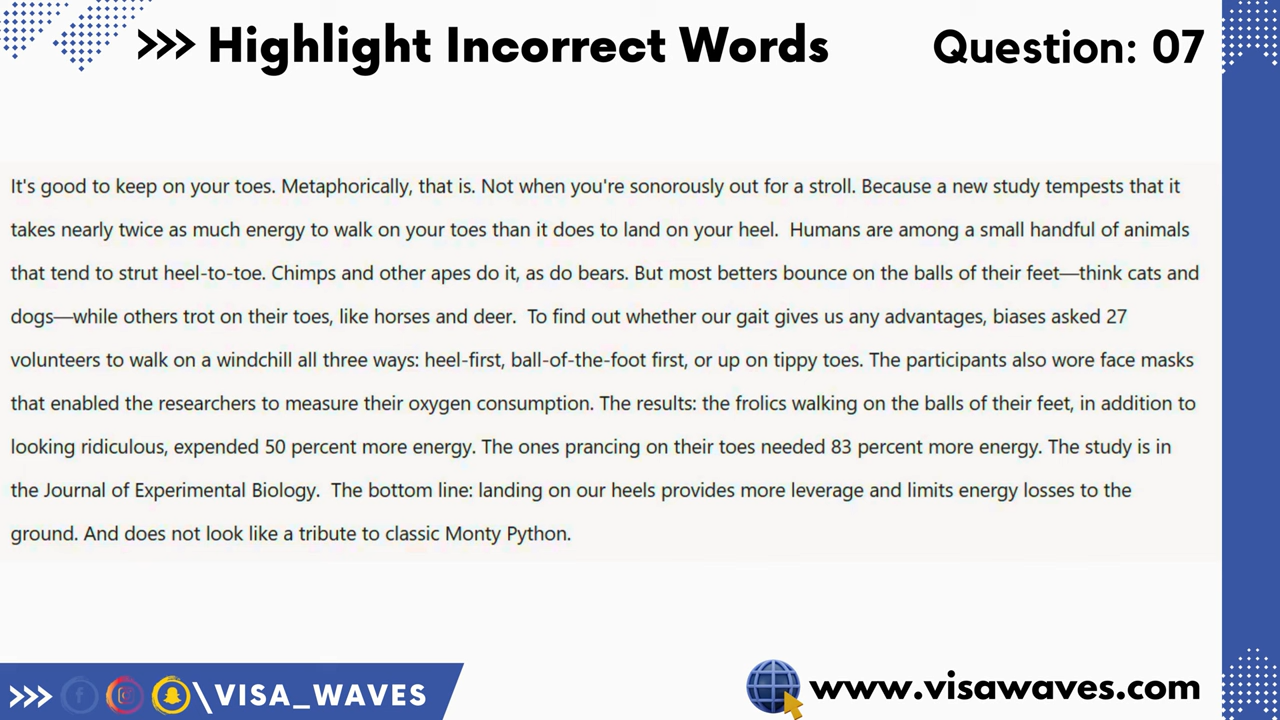 >>> Highlight Incorrect Words
Question: 07
It's good to keep on your toes. Metaphorically, that is. Not when you're sonorously out for a stroll. Because a new study tempests that it
takes nearly twice as much energy to walk on your toes than it does to land on your heel.  Humans are among a small handful of animals
that tend to strut heel-to-toe. Chimps and other apes do it, as do bears. But most betters bounce on the balls of their feet—think cats and
dogs—while others trot on their toes, like horses and deer.  To find out whether our gait gives us any advantages, biases asked 27
volunteers to walk on a windchill all three ways: heel-first, ball-of-the-foot first, or up on tippy toes. The participants also wore face masks
that enabled the researchers to measure their oxygen consumption. The results: the frolics walking on the balls of their feet, in addition to
looking ridiculous, expended 50 percent more energy. The ones prancing on their toes needed 83 percent more energy. The study is in
the Journal of Experimental Biology.  The bottom line: landing on our heels provides more leverage and limits energy losses to the
ground. And does not look like a tribute to classic Monty Python.
>>> \VISA_WAVES
www.visawaves.com